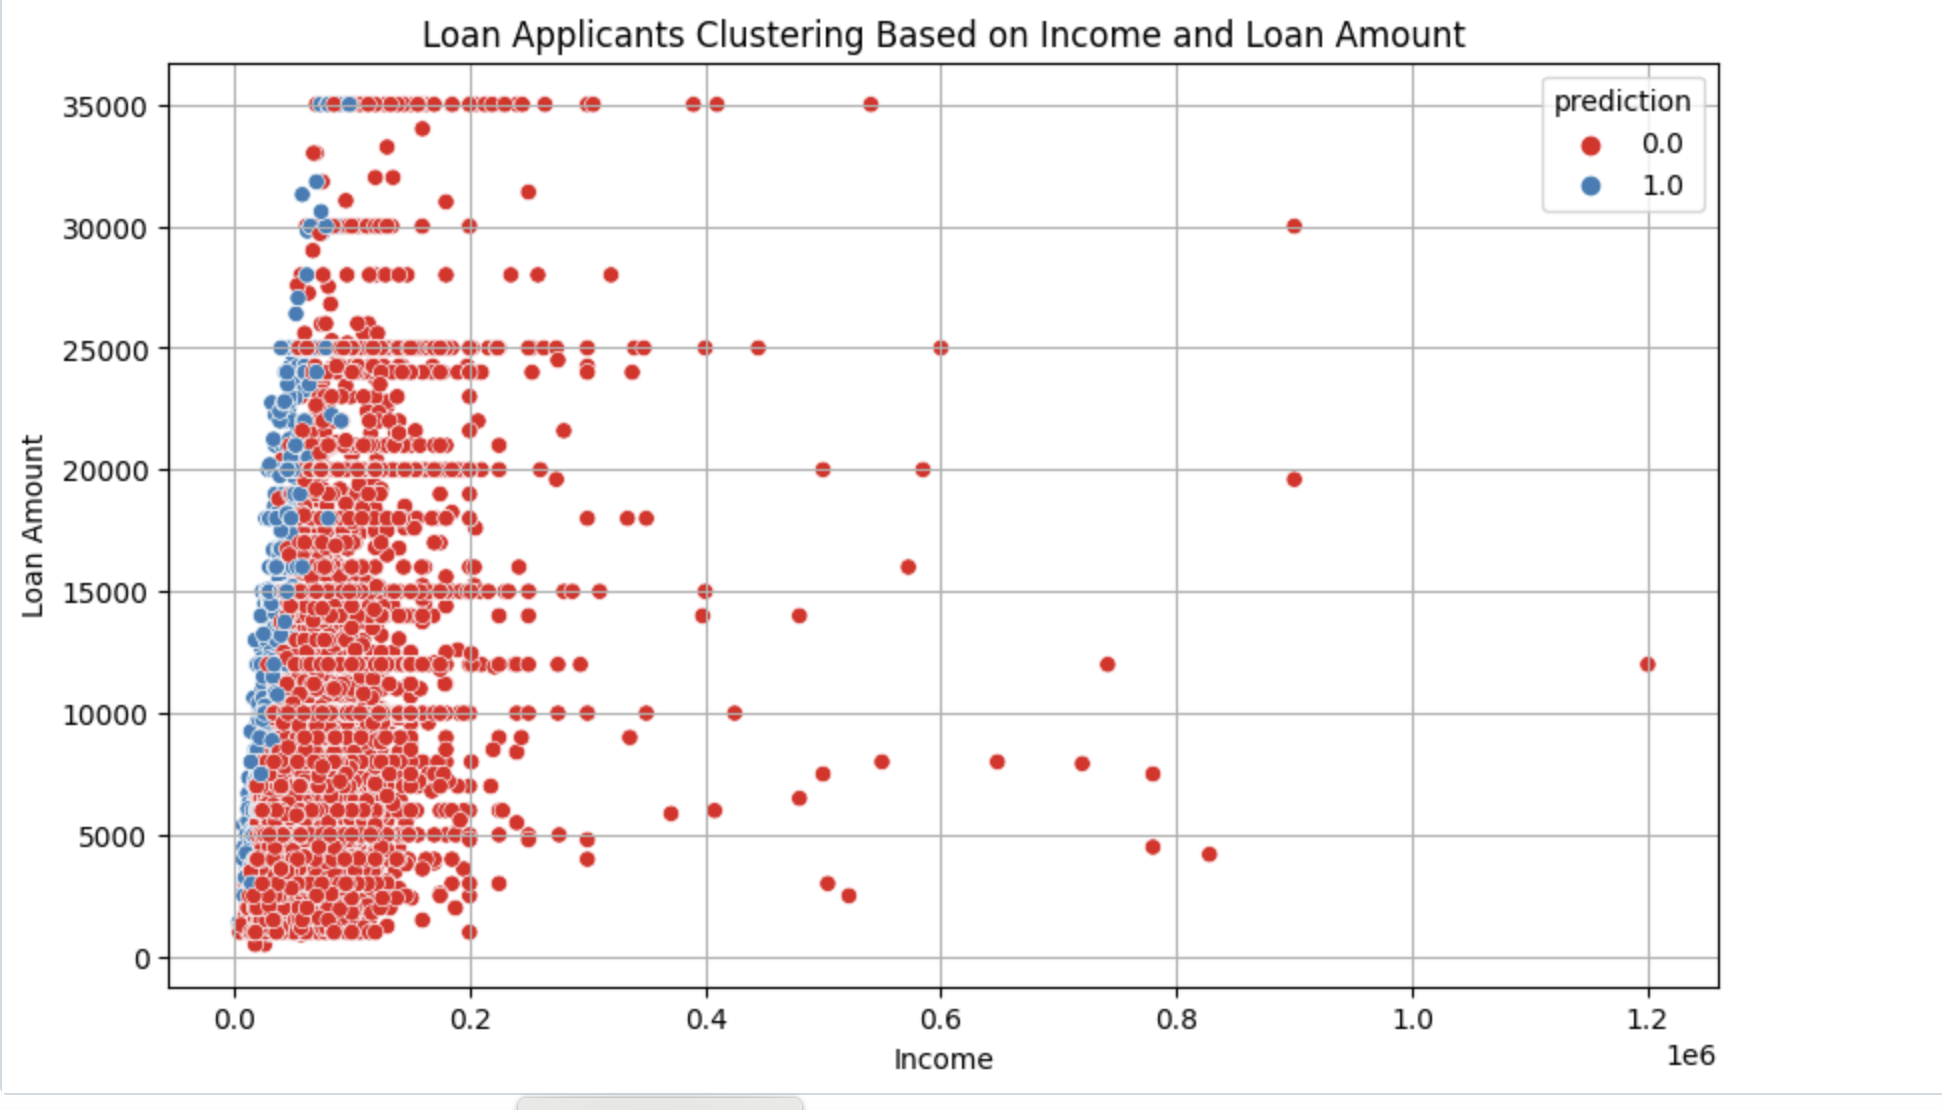 Loan Applicants Clustering Based on Income and Loan Amount
prediction
0.0
1.0
35000
30000
25000
20000
15000
10000
5000
0
Loan Amount
0.0 0.2 0.4 0.6 0.8 1.0 1.2
1e6
Income